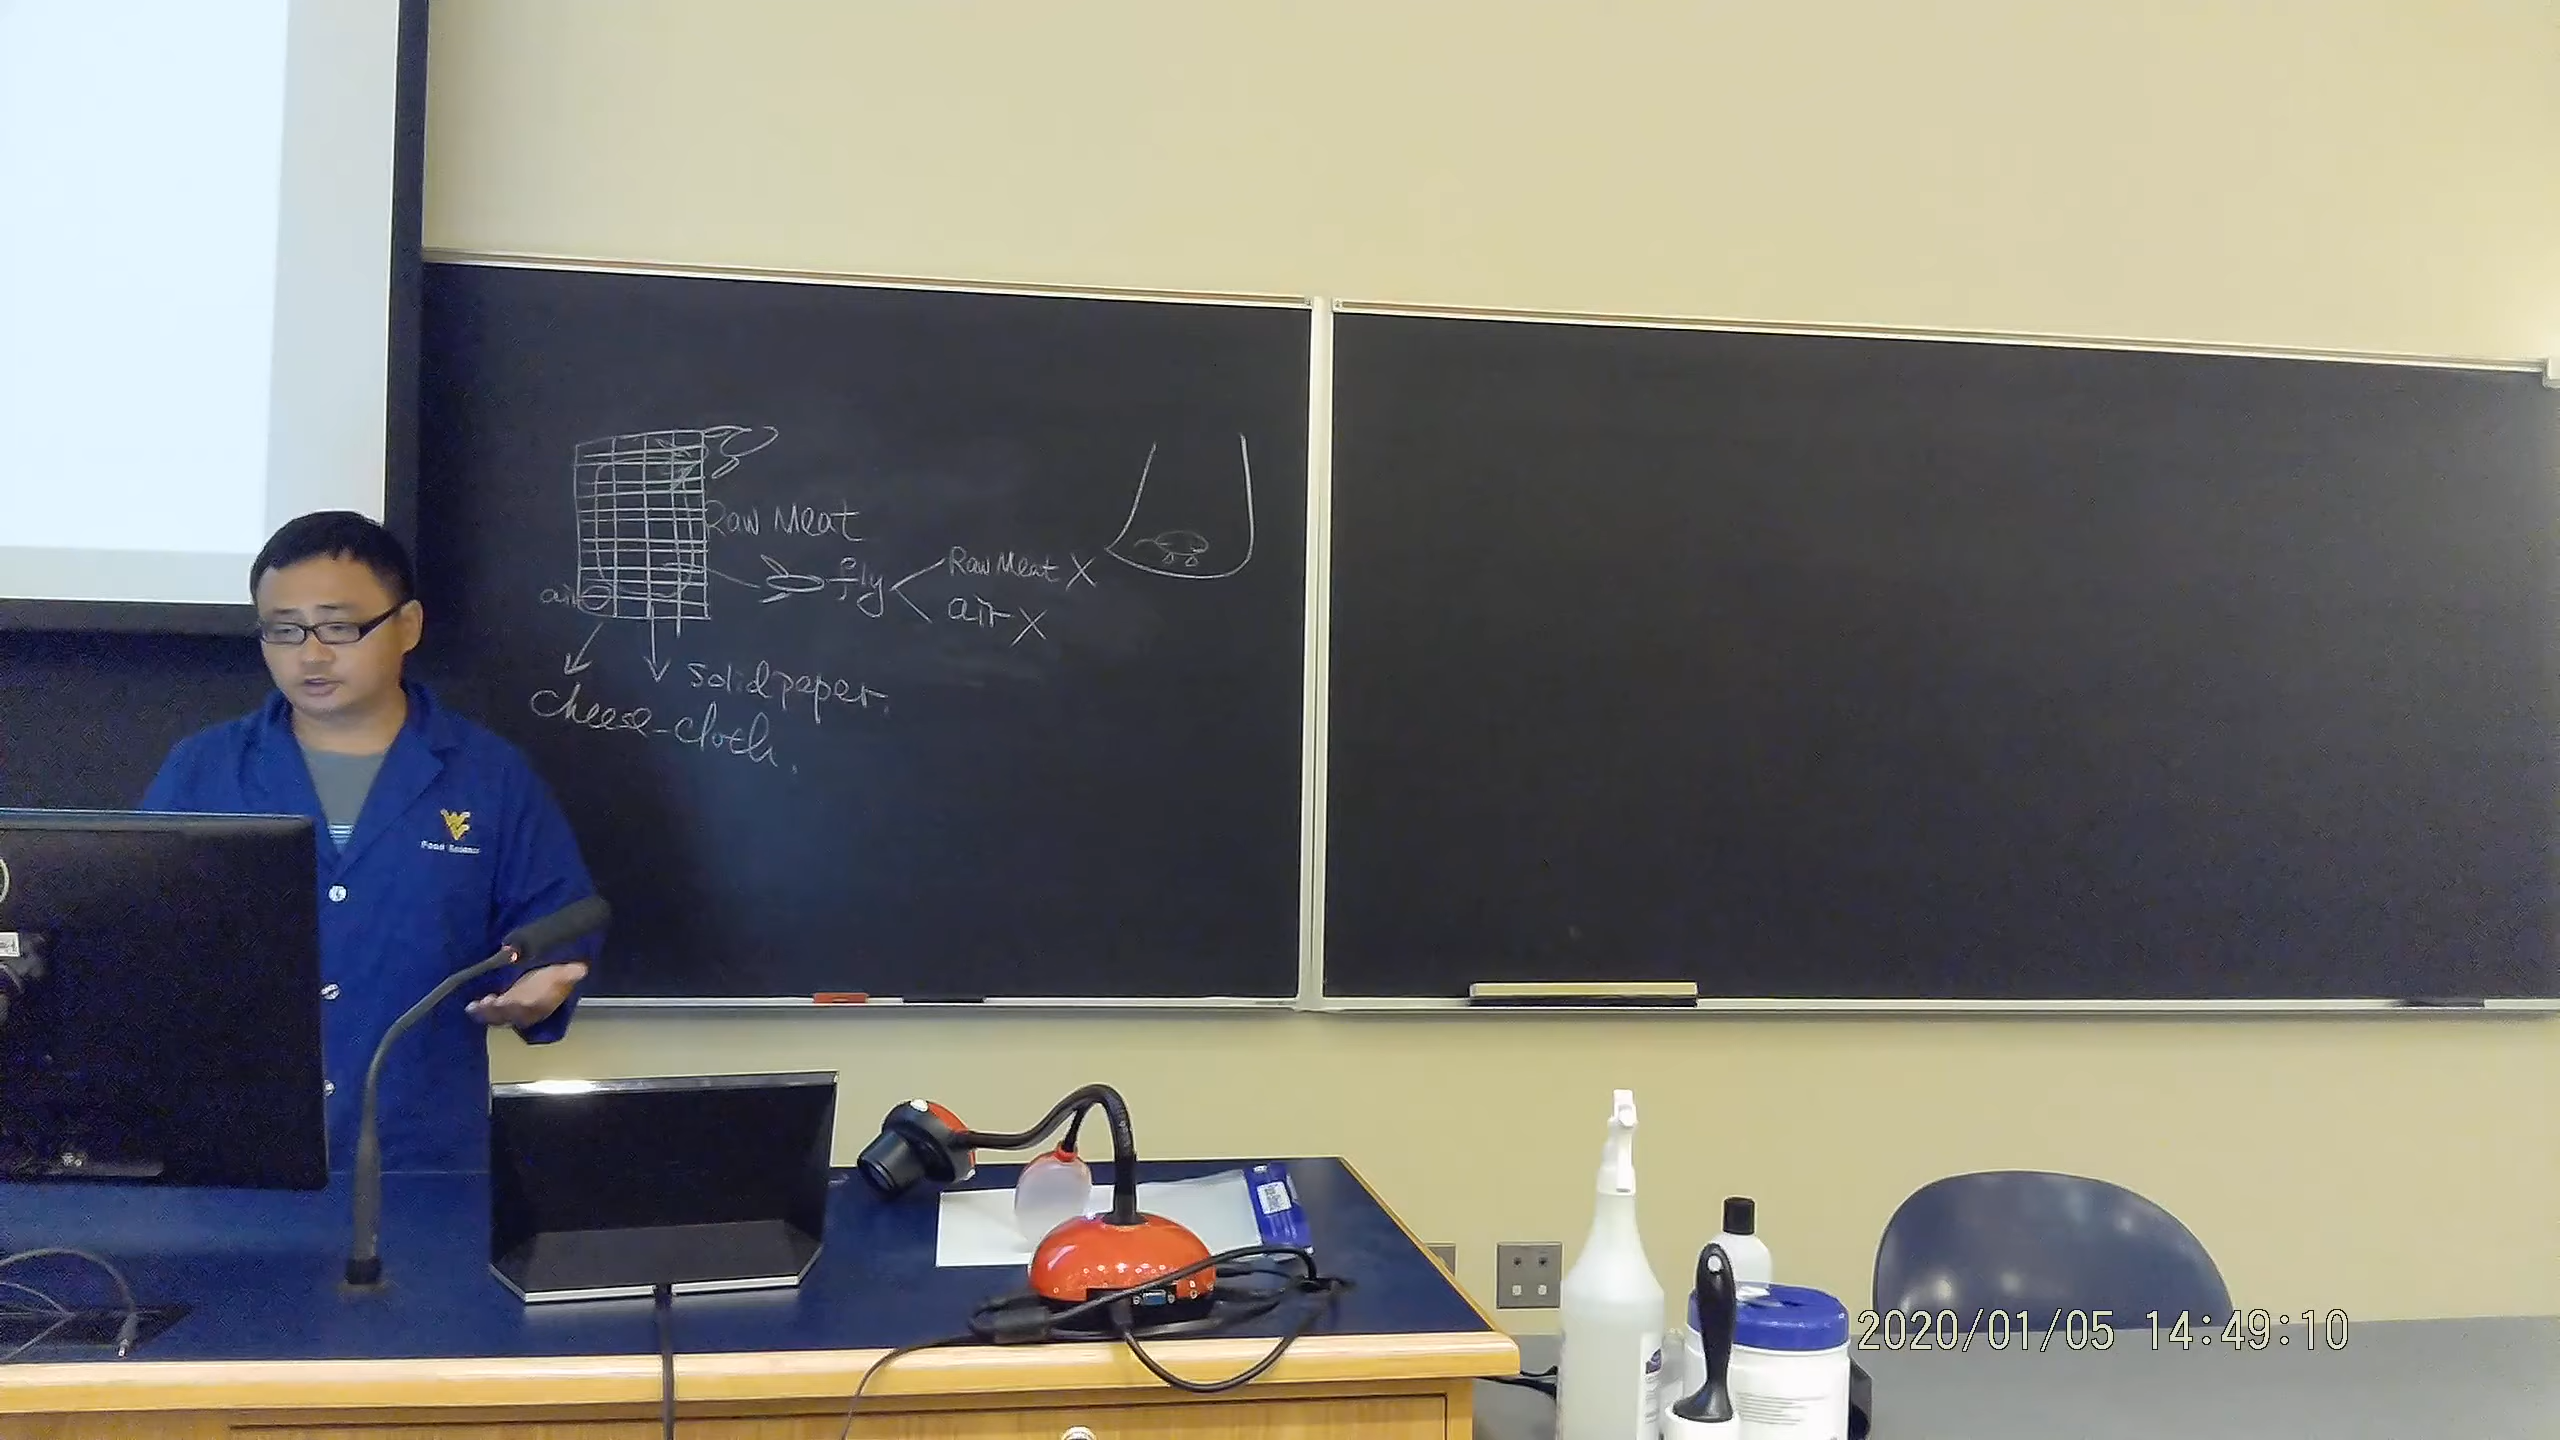 Raw Meat
fly
Raw Meat X
air X
air
solid paper.
cheese-cloth.
WV
Food Science
2020/01/05 14:49:10